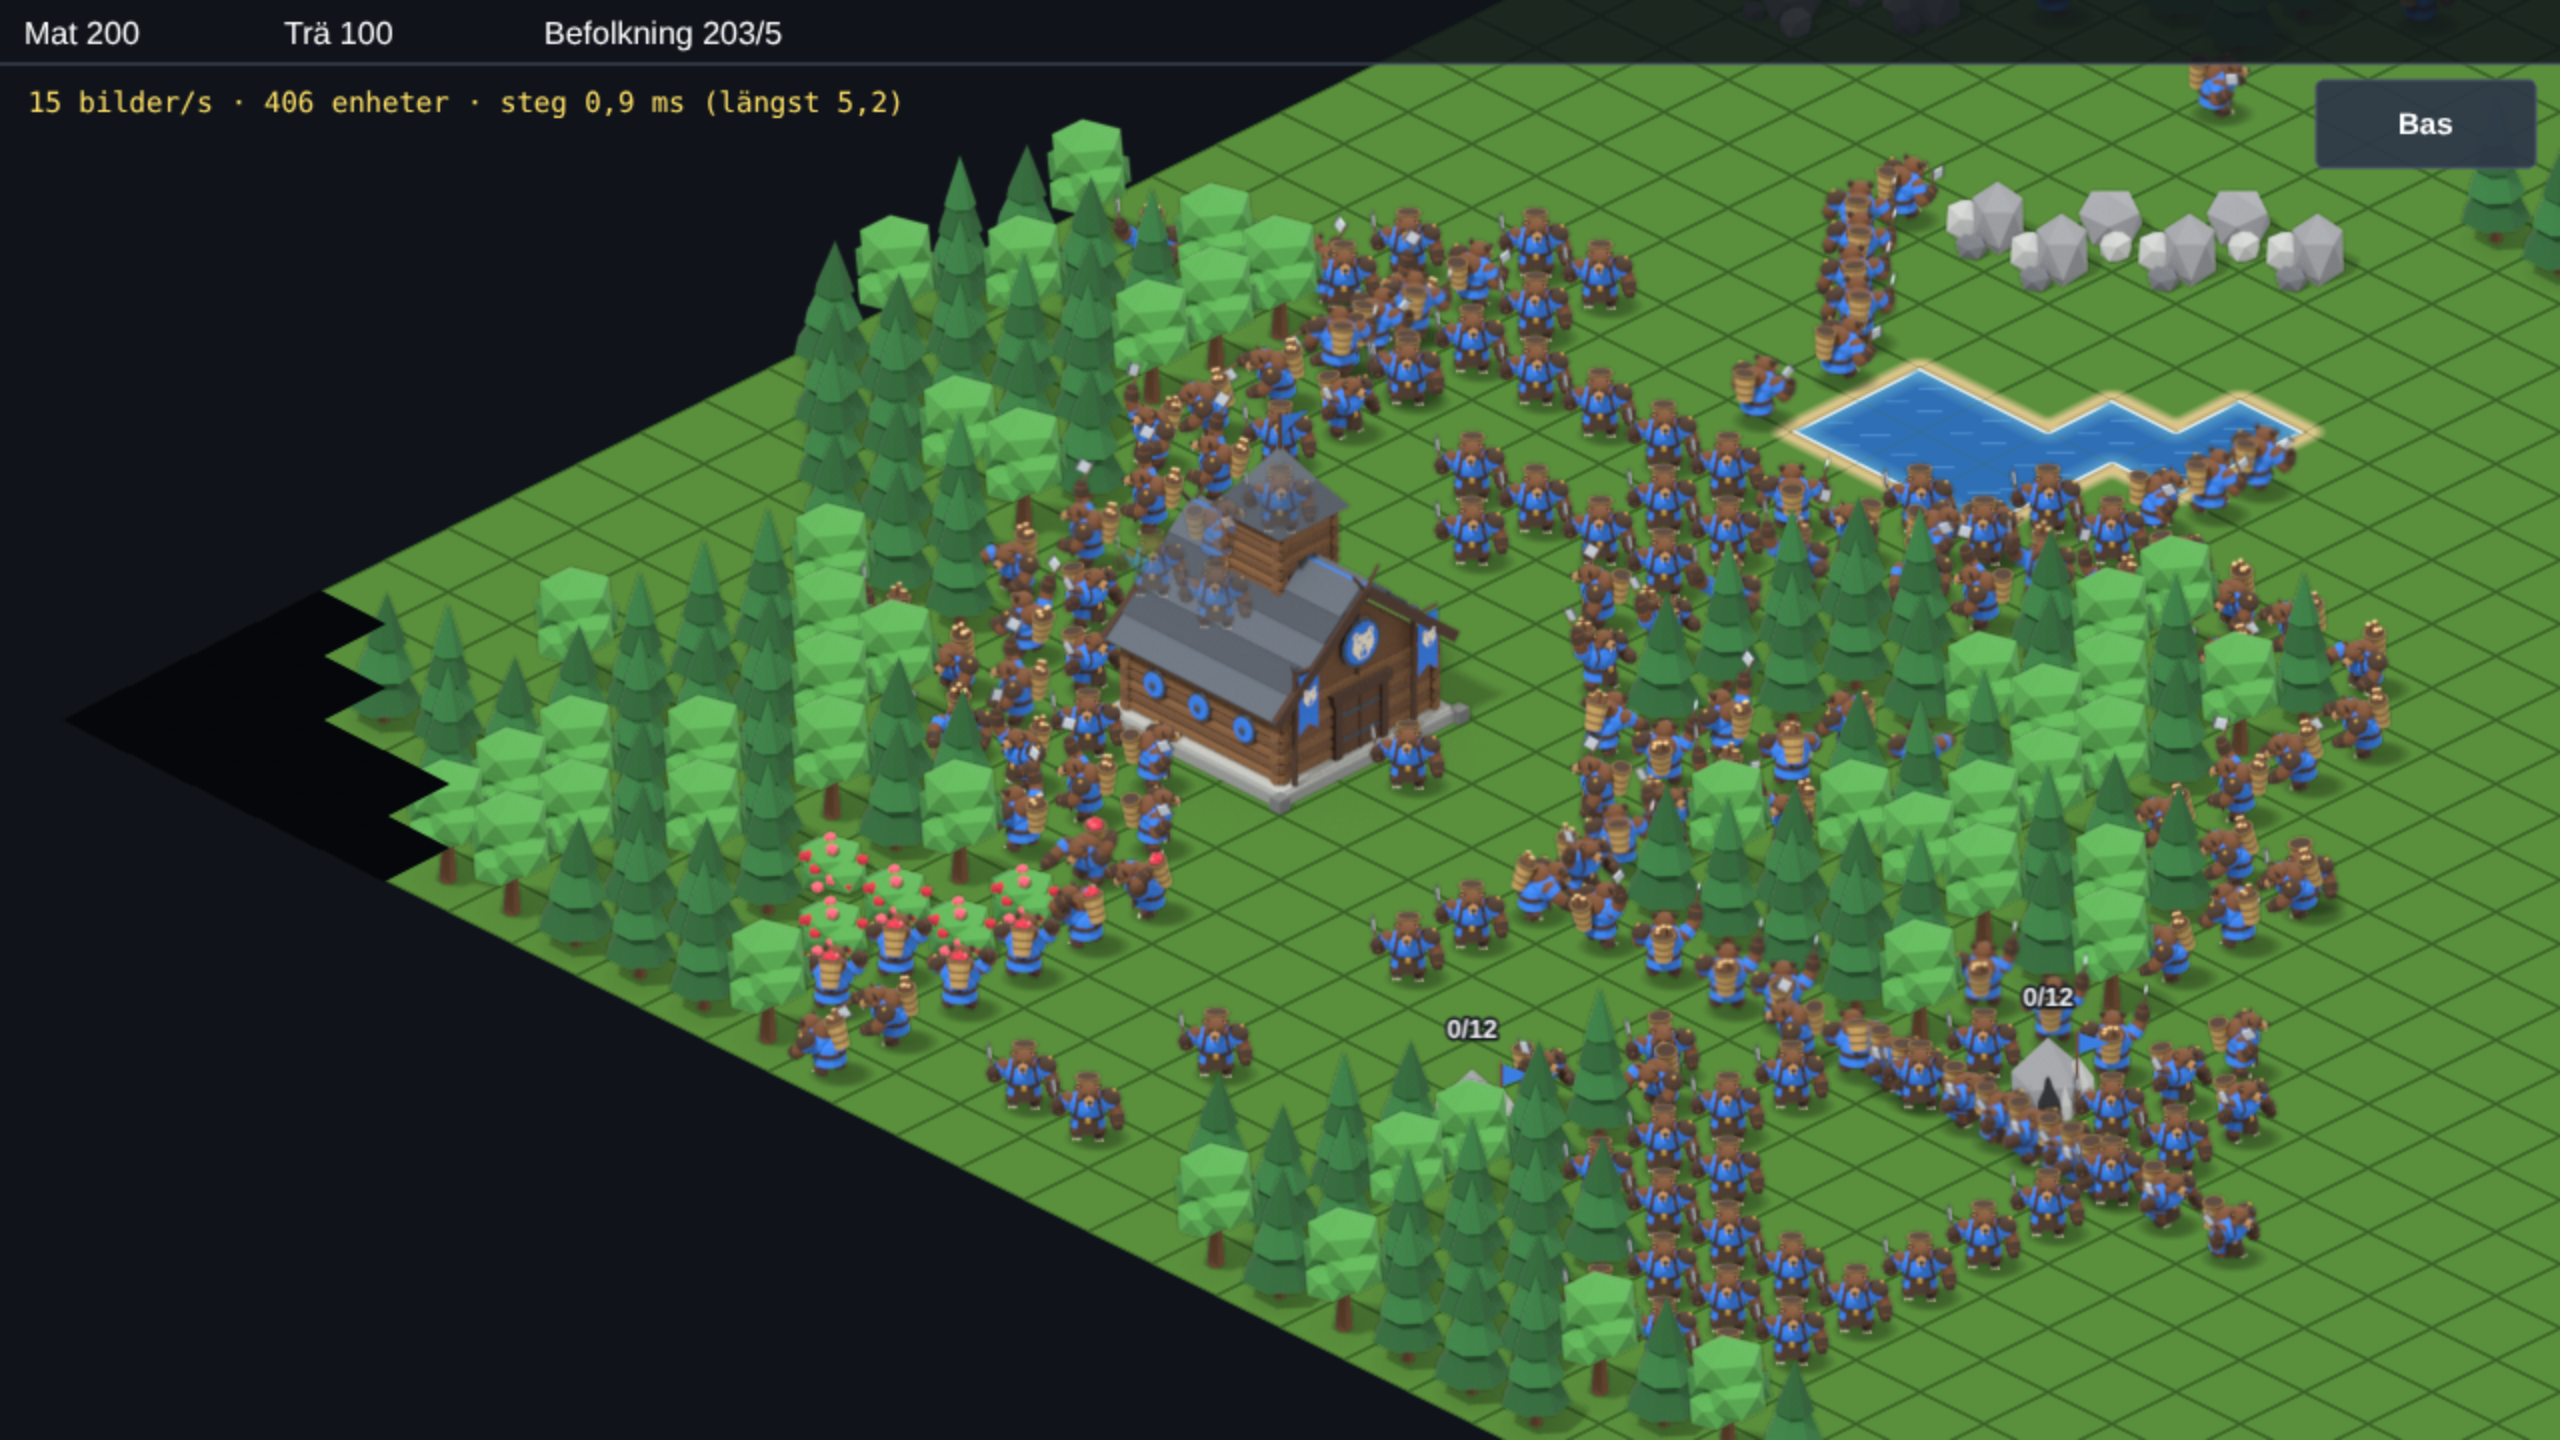 Mat 200 Trä 100 Befolkning 203/5
15 bilder/s · 406 enheter · steg 0,9 ms (längst 5,2)
Bas
0/12
0/12